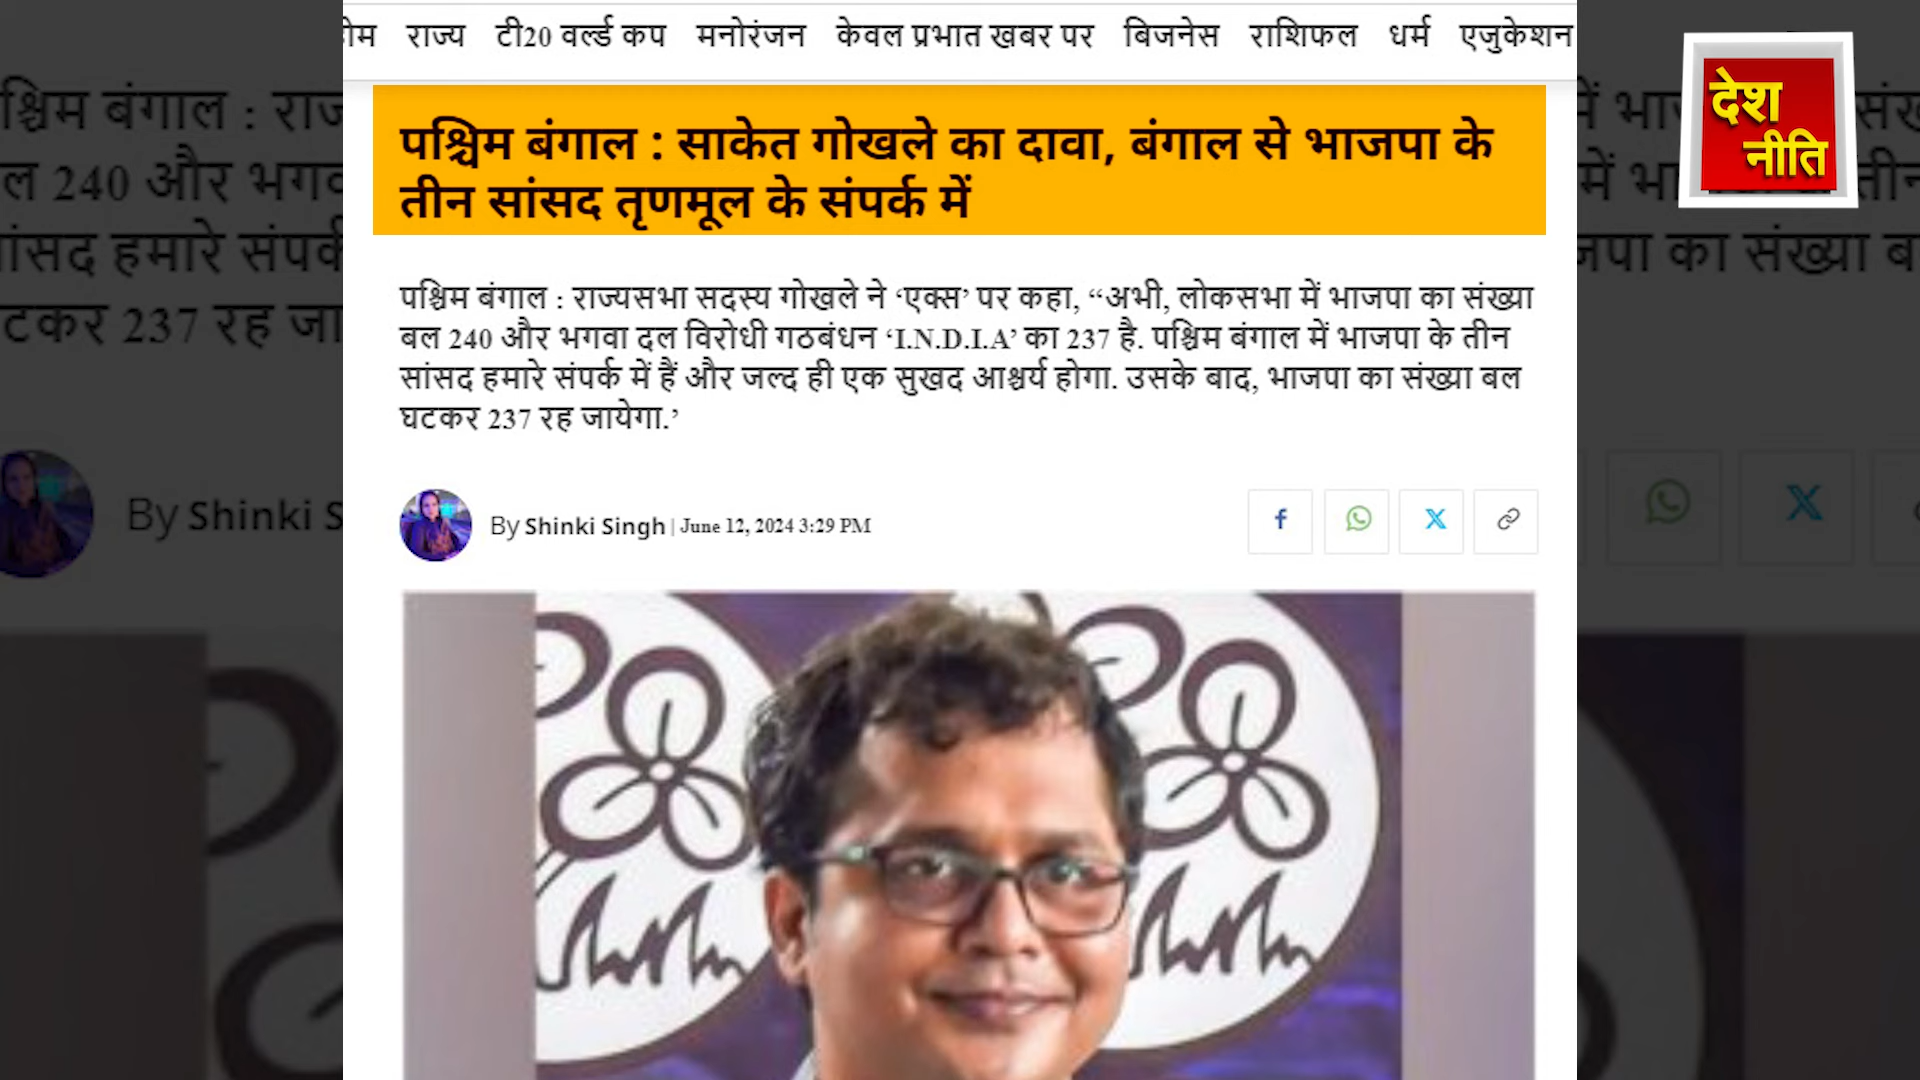 राज्य टी20 वर्ल्ड कप मनोरंजन केवल प्रभात खबर पर बिजनेस राशिफल धर्म एजुकेशन
देश
नीति
पश्चिम बंगाल : साकेत गोखले का दावा, बंगाल से भाजपा के
तीन सांसद तृणमूल के संपर्क में
पश्चिम बंगाल : राज्यसभा सदस्य गोखले ने ‘एक्स’ पर कहा, “अभी, लोकसभा में भाजपा का संख्या
बल 240 और भगवा दल विरोधी गठबंधन ‘I.N.D.I.A’ का 237 है. पश्चिम बंगाल में भाजपा के तीन
सांसद हमारे संपर्क में हैं और जल्द ही एक सुखद आश्चर्य होगा. उसके बाद, भाजपा का संख्या बल
घटकर 237 रह जायेगा.’
By Shinki Singh | June 12, 2024 3:29 PM